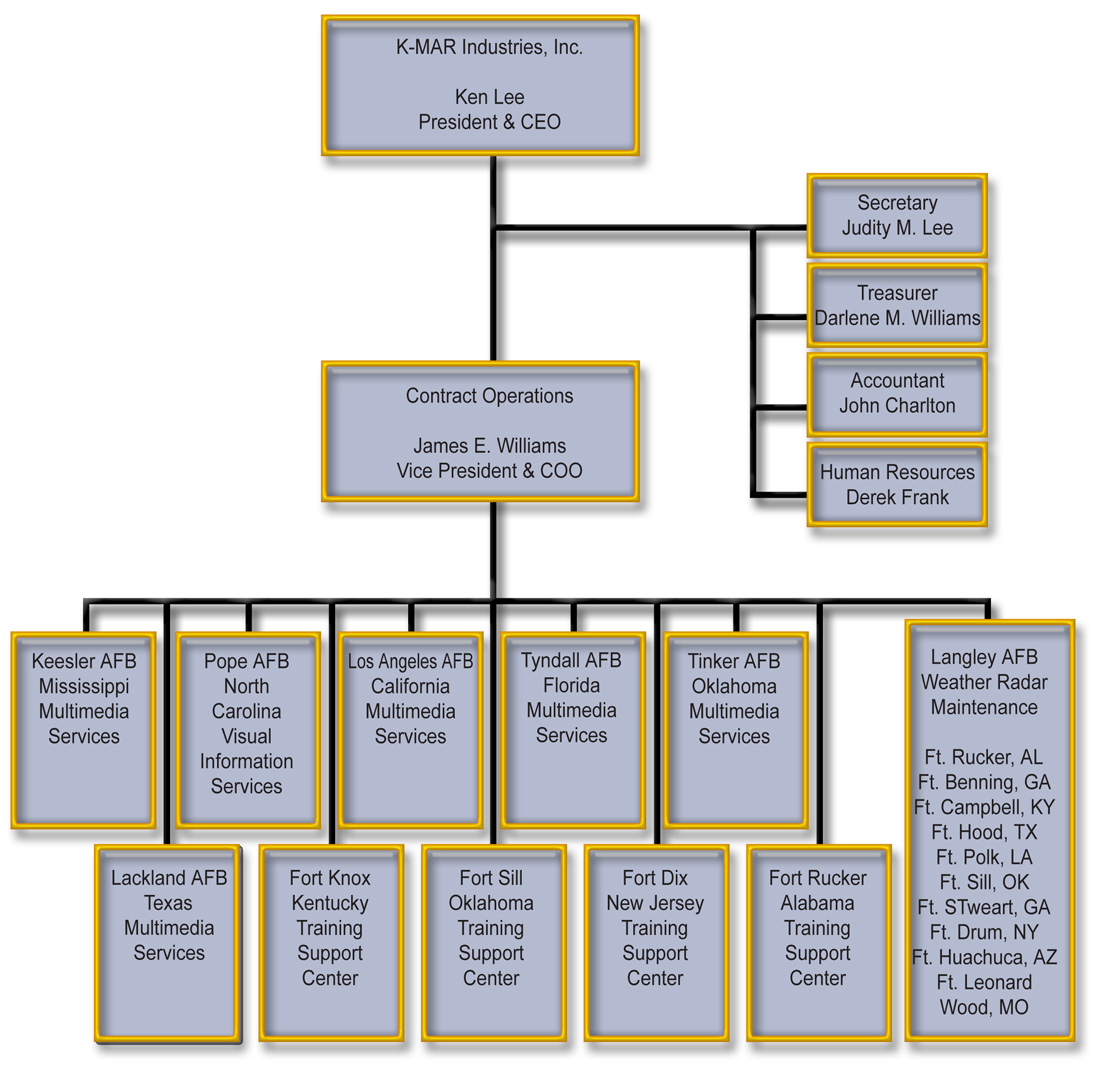 K-MAR Industries, Inc.
Ken Lee
President & CEO
Secretary
Judity M. Lee
Treasurer
Darlene M. Williams
Accountant
John Charlton
Human Resources
Derek Frank
Contract Operations
James E. Williams
Vice President & COO
Keesler AFB
Mississippi
Multimedia
Services
Pope AFB
North
Carolina
Visual
Information
Services
Los Angeles AFB
California
Multimedia
Services
Tyndall AFB
Florida
Multimedia
Services
Tinker AFB
Oklahoma
Multimedia
Services
Langley AFB
Weather Radar
Maintenance
Ft. Rucker, AL
Ft. Benning, GA
Ft. Campbell, KY
Ft. Hood, TX
Ft. Polk, LA
Ft. Sill, OK
Ft. STweart, GA
Ft. Drum, NY
Ft. Huachuca, AZ
Ft. Leonard
Wood, MO
Lackland AFB
Texas
Multimedia
Services
Fort Knox
Kentucky
Training
Support
Center
Fort Sill
Oklahoma
Training
Support
Center
Fort Dix
New Jersey
Training
Support
Center
Fort Rucker
Alabama
Training
Support
Center